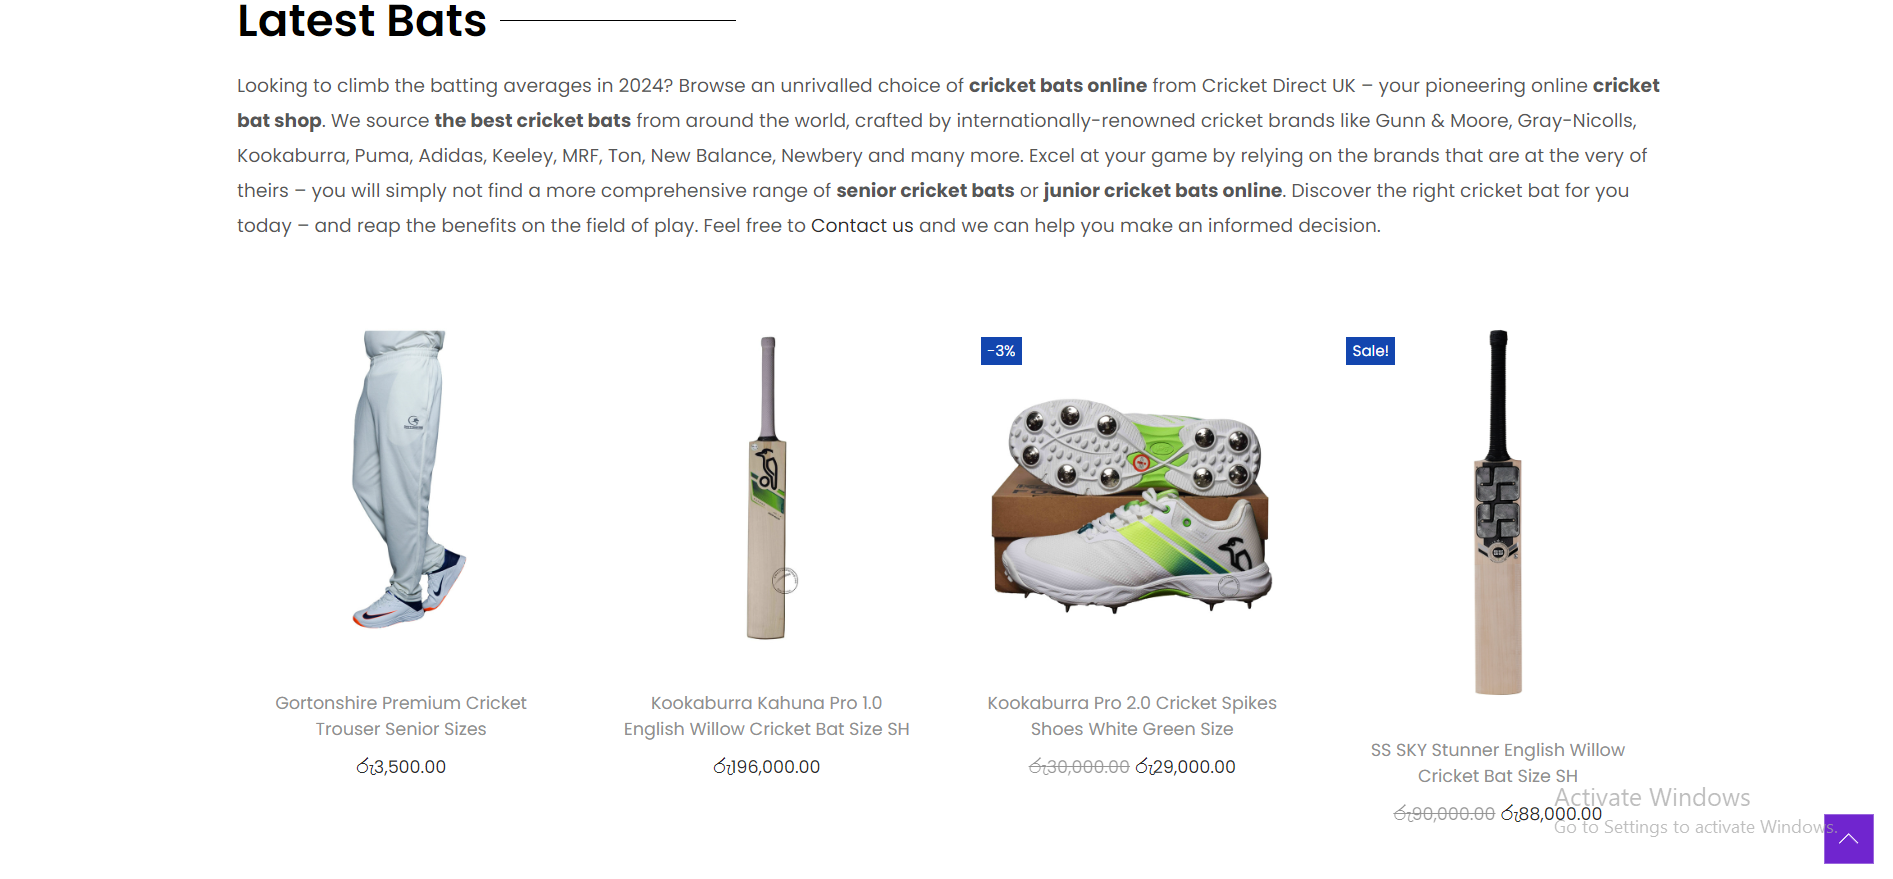 Latest Bats
Looking to climb the batting averages in 2024? Browse an unrivalled choice of cricket bats online from Cricket Direct UK – your pioneering online cricket
bat shop. We source the best cricket bats from around the world, crafted by internationally-renowned cricket brands like Gunn & Moore, Gray-Nicolls,
Kookaburra, Puma, Adidas, Keeley, MRF, Ton, New Balance, Newbery and many more. Excel at your game by relying on the brands that are at the very of
theirs – you will simply not find a more comprehensive range of senior cricket bats or junior cricket bats online. Discover the right cricket bat for you
today – and reap the benefits on the field of play. Feel free to Contact us and we can help you make an informed decision.
-3%
Sale!
SS
Gortonshire Premium Cricket
Trouser Senior Sizes
රු3,500.00
Kookaburra Kahuna Pro 1.0
English Willow Cricket Bat Size SH
රු196,000.00
Kookaburra Pro 2.0 Cricket Spikes
Shoes White Green Size
රු30,000.00 රු29,000.00
SS SKY Stunner English Willow
Cricket Bat Size SH
රු90,000.00 රු88,000.00
Activate Windows
Go to Settings to activate Windows.